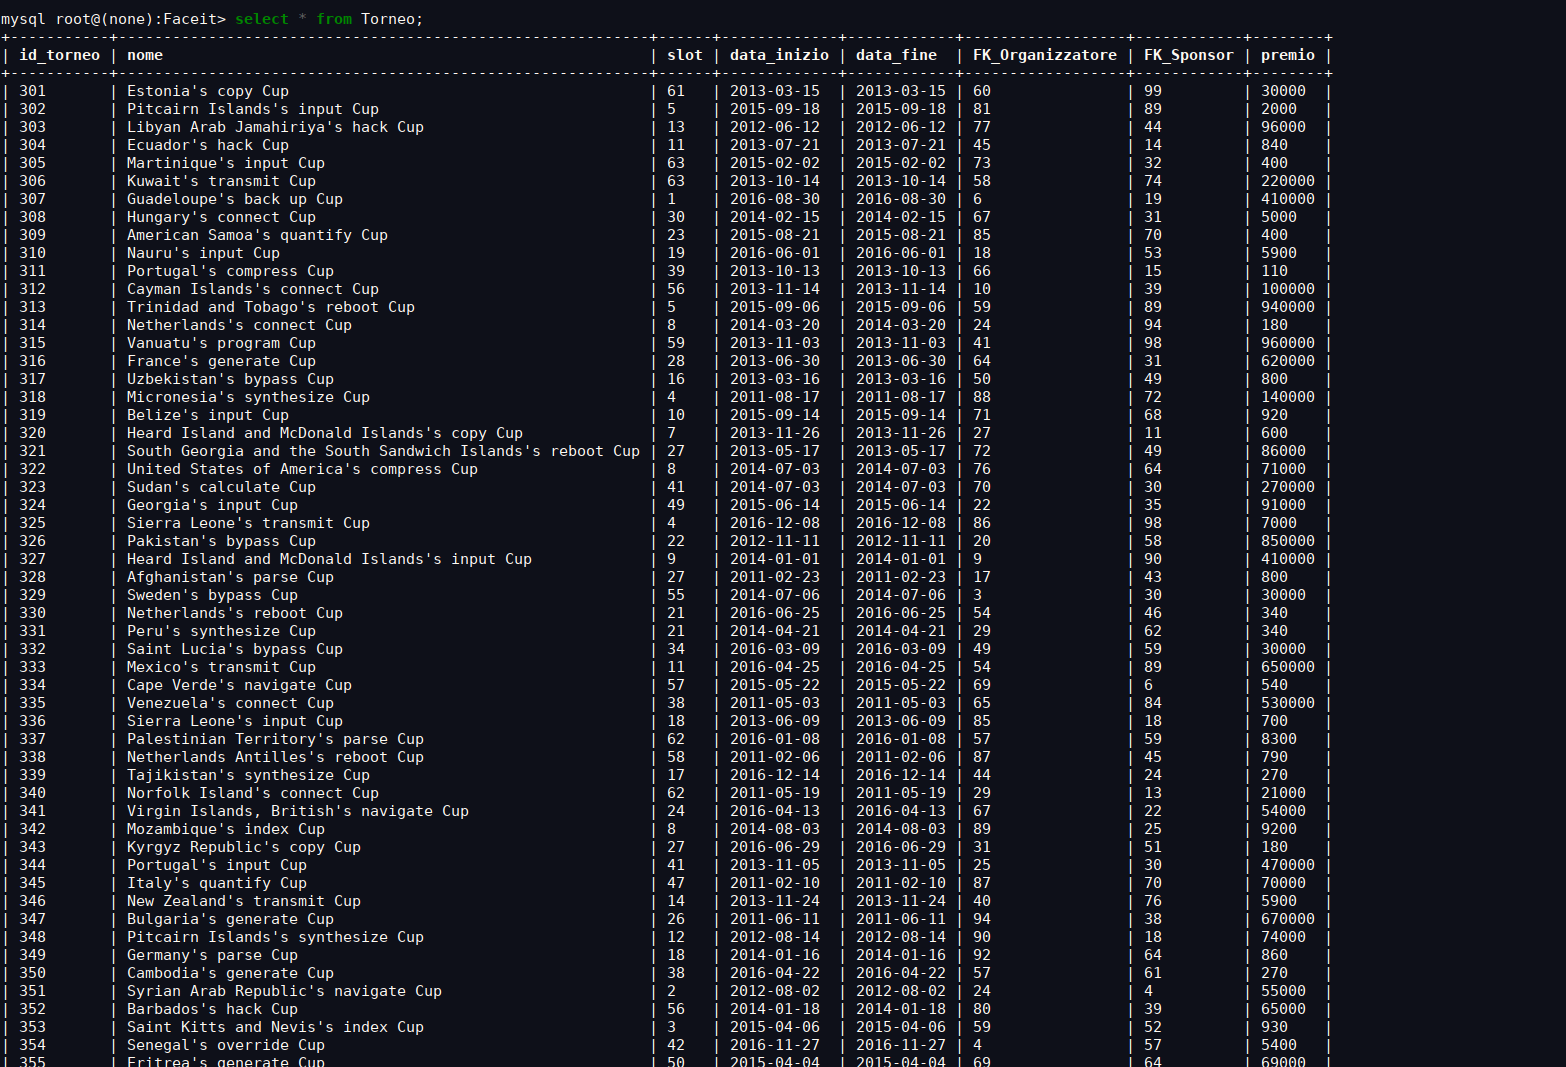 mysql root@(none):Faceit> select * from Torneo;
+-----------+-----------------------------------------------------------+------+-------------+------------+-------------------+------------+--------+
| id_torneo | nome                                                      | slot | data_inizio | data_fine  | FK_Organizzatore | FK_Sponsor | premio |
+-----------+-----------------------------------------------------------+------+-------------+------------+-------------------+------------+--------+
| 301 | Estonia's copy Cup | 61 | 2013-03-15 | 2013-03-15 | 60 | 99 | 30000 |
| 302 | Pitcairn Islands's input Cup | 5 | 2015-09-18 | 2015-09-18 | 81 | 89 | 2000 |
| 303 | Libyan Arab Jamahiriya's hack Cup | 13 | 2012-06-12 | 2012-06-12 | 77 | 44 | 96000 |
| 304 | Ecuador's hack Cup | 11 | 2013-07-21 | 2013-07-21 | 45 | 14 | 840 |
| 305 | Martinique's input Cup | 63 | 2015-02-02 | 2015-02-02 | 73 | 32 | 400 |
| 306 | Kuwait's transmit Cup | 63 | 2013-10-14 | 2013-10-14 | 58 | 74 | 220000 |
| 307 | Guadeloupe's back up Cup | 1 | 2016-08-30 | 2016-08-30 | 6 | 19 | 410000 |
| 308 | Hungary's connect Cup | 30 | 2014-02-15 | 2014-02-15 | 67 | 31 | 5000 |
| 309 | American Samoa's quantify Cup | 23 | 2015-08-21 | 2015-08-21 | 85 | 70 | 400 |
| 310 | Nauru's input Cup | 19 | 2016-06-01 | 2016-06-01 | 18 | 53 | 5900 |
| 311 | Portugal's compress Cup | 39 | 2013-10-13 | 2013-10-13 | 66 | 15 | 110 |
| 312 | Cayman Islands's connect Cup | 56 | 2013-11-14 | 2013-11-14 | 10 | 39 | 100000 |
| 313 | Trinidad and Tobago's reboot Cup | 5 | 2015-09-06 | 2015-09-06 | 59 | 89 | 940000 |
| 314 | Netherlands's connect Cup | 8 | 2014-03-20 | 2014-03-20 | 24 | 94 | 180 |
| 315 | Vanuatu's program Cup | 59 | 2013-11-03 | 2013-11-03 | 41 | 98 | 960000 |
| 316 | France's generate Cup | 28 | 2013-06-30 | 2013-06-30 | 64 | 31 | 620000 |
| 317 | Uzbekistan's bypass Cup | 16 | 2013-03-16 | 2013-03-16 | 50 | 49 | 800 |
| 318 | Micronesia's synthesize Cup | 4 | 2011-08-17 | 2011-08-17 | 88 | 72 | 140000 |
| 319 | Belize's input Cup | 10 | 2015-09-14 | 2015-09-14 | 71 | 68 | 920 |
| 320 | Heard Island and McDonald Islands's copy Cup | 7 | 2013-11-26 | 2013-11-26 | 27 | 11 | 600 |
| 321 | South Georgia and the South Sandwich Islands's reboot Cup | 27 | 2013-05-17 | 2013-05-17 | 72 | 49 | 86000 |
| 322 | United States of America's compress Cup | 8 | 2014-07-03 | 2014-07-03 | 76 | 64 | 71000 |
| 323 | Sudan's calculate Cup | 41 | 2014-07-03 | 2014-07-03 | 70 | 30 | 270000 |
| 324 | Georgia's input Cup | 49 | 2015-06-14 | 2015-06-14 | 22 | 35 | 91000 |
| 325 | Sierra Leone's transmit Cup | 4 | 2016-12-08 | 2016-12-08 | 86 | 98 | 7000 |
| 326 | Pakistan's bypass Cup | 22 | 2012-11-11 | 2012-11-11 | 20 | 58 | 850000 |
| 327 | Heard Island and McDonald Islands's input Cup | 9 | 2014-01-01 | 2014-01-01 | 9 | 90 | 410000 |
| 328 | Afghanistan's parse Cup | 27 | 2011-02-23 | 2011-02-23 | 17 | 43 | 800 |
| 329 | Sweden's bypass Cup | 55 | 2014-07-06 | 2014-07-06 | 3 | 30 | 30000 |
| 330 | Netherlands's reboot Cup | 21 | 2016-06-25 | 2016-06-25 | 54 | 46 | 340 |
| 331 | Peru's synthesize Cup | 21 | 2014-04-21 | 2014-04-21 | 29 | 62 | 340 |
| 332 | Saint Lucia's bypass Cup | 34 | 2016-03-09 | 2016-03-09 | 49 | 59 | 30000 |
| 333 | Mexico's transmit Cup | 11 | 2016-04-25 | 2016-04-25 | 54 | 89 | 650000 |
| 334 | Cape Verde's navigate Cup | 57 | 2015-05-22 | 2015-05-22 | 69 | 6 | 540 |
| 335 | Venezuela's connect Cup | 38 | 2011-05-03 | 2011-05-03 | 65 | 84 | 530000 |
| 336 | Sierra Leone's input Cup | 18 | 2013-06-09 | 2013-06-09 | 85 | 18 | 700 |
| 337 | Palestinian Territory's parse Cup | 62 | 2016-01-08 | 2016-01-08 | 57 | 59 | 8300 |
| 338 | Netherlands Antilles's reboot Cup | 58 | 2011-02-06 | 2011-02-06 | 87 | 45 | 790 |
| 339 | Tajikistan's synthesize Cup | 17 | 2016-12-14 | 2016-12-14 | 44 | 24 | 270 |
| 340 | Norfolk Island's connect Cup | 62 | 2011-05-19 | 2011-05-19 | 29 | 13 | 21000 |
| 341 | Virgin Islands, British's navigate Cup | 24 | 2016-04-13 | 2016-04-13 | 67 | 22 | 54000 |
| 342 | Mozambique's index Cup | 8 | 2014-08-03 | 2014-08-03 | 89 | 25 | 9200 |
| 343 | Kyrgyz Republic's copy Cup | 27 | 2016-06-29 | 2016-06-29 | 31 | 51 | 180 |
| 344 | Portugal's input Cup | 41 | 2013-11-05 | 2013-11-05 | 25 | 30 | 470000 |
| 345 | Italy's quantify Cup | 47 | 2011-02-10 | 2011-02-10 | 87 | 70 | 70000 |
| 346 | New Zealand's transmit Cup | 14 | 2013-11-24 | 2013-11-24 | 40 | 76 | 5900 |
| 347 | Bulgaria's generate Cup | 26 | 2011-06-11 | 2011-06-11 | 94 | 38 | 670000 |
| 348 | Pitcairn Islands's synthesize Cup | 12 | 2012-08-14 | 2012-08-14 | 90 | 18 | 74000 |
| 349 | Germany's parse Cup | 18 | 2014-01-16 | 2014-01-16 | 92 | 64 | 860 |
| 350 | Cambodia's generate Cup | 38 | 2016-04-22 | 2016-04-22 | 57 | 61 | 270 |
| 351 | Syrian Arab Republic's navigate Cup | 2 | 2012-08-02 | 2012-08-02 | 24 | 4 | 55000 |
| 352 | Barbados's hack Cup | 56 | 2014-01-18 | 2014-01-18 | 80 | 39 | 65000 |
| 353 | Saint Kitts and Nevis's index Cup | 3 | 2015-04-06 | 2015-04-06 | 59 | 52 | 930 |
| 354 | Senegal's override Cup | 42 | 2016-11-27 | 2016-11-27 | 4 | 57 | 5400 |
| 355 | Eritrea's generate Cup | 50 | 2015-04-04 | 2015-04-04 | 69 | 64 | 69000 |